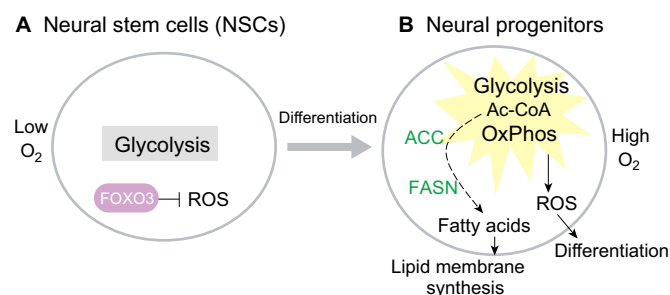 A Neural stem cells (NSCs)
Low
O2
Glycolysis
FOXO3
ROS
Differentiation
B Neural progenitors
Glycolysis
Ac-CoA
OxPhos
ACC
FASN
High
O2
ROS
Fatty acids
Differentiation
Lipid membrane
synthesis